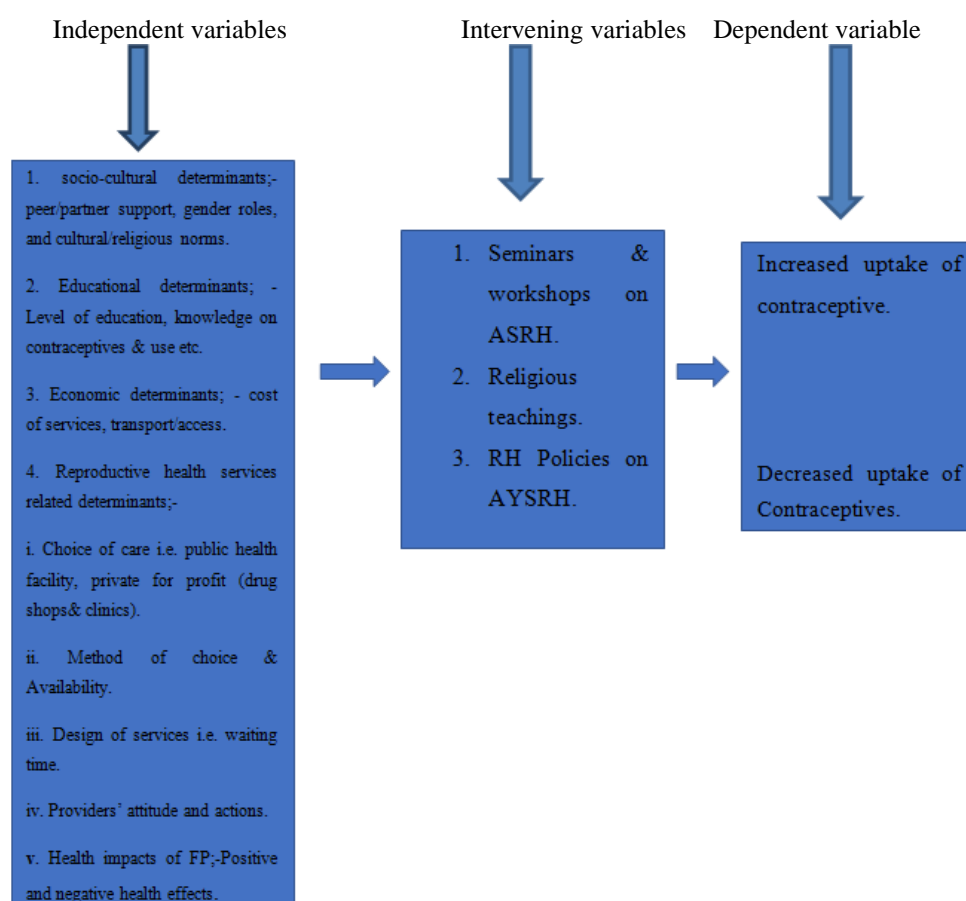 Independent variables
Intervening variables
Dependent variable
1. socio-cultural determinants;-
peer/partner support, gender roles,
and cultural/religious norms.
2. Educational determinants; -
Level of education, knowledge on
contraceptives & use etc.
3. Economic determinants; - cost
of services, transport/access.
4. Reproductive health services
related determinants;-
i. Choice of care i.e. public health
facility, private for profit (drug
shops& clinics).
ii. Method of choice &
Availability.
iii. Design of services i.e. waiting
time.
iv. Providers’ attitude and actions.
v. Health impacts of FP;-Positive
and negative health effects.
1. Seminars &
workshops on
ASRH.
2. Religious
teachings.
3. RH Policies on
AYSRH.
Increased uptake of
contraceptive.
Decreased uptake of
Contraceptives.